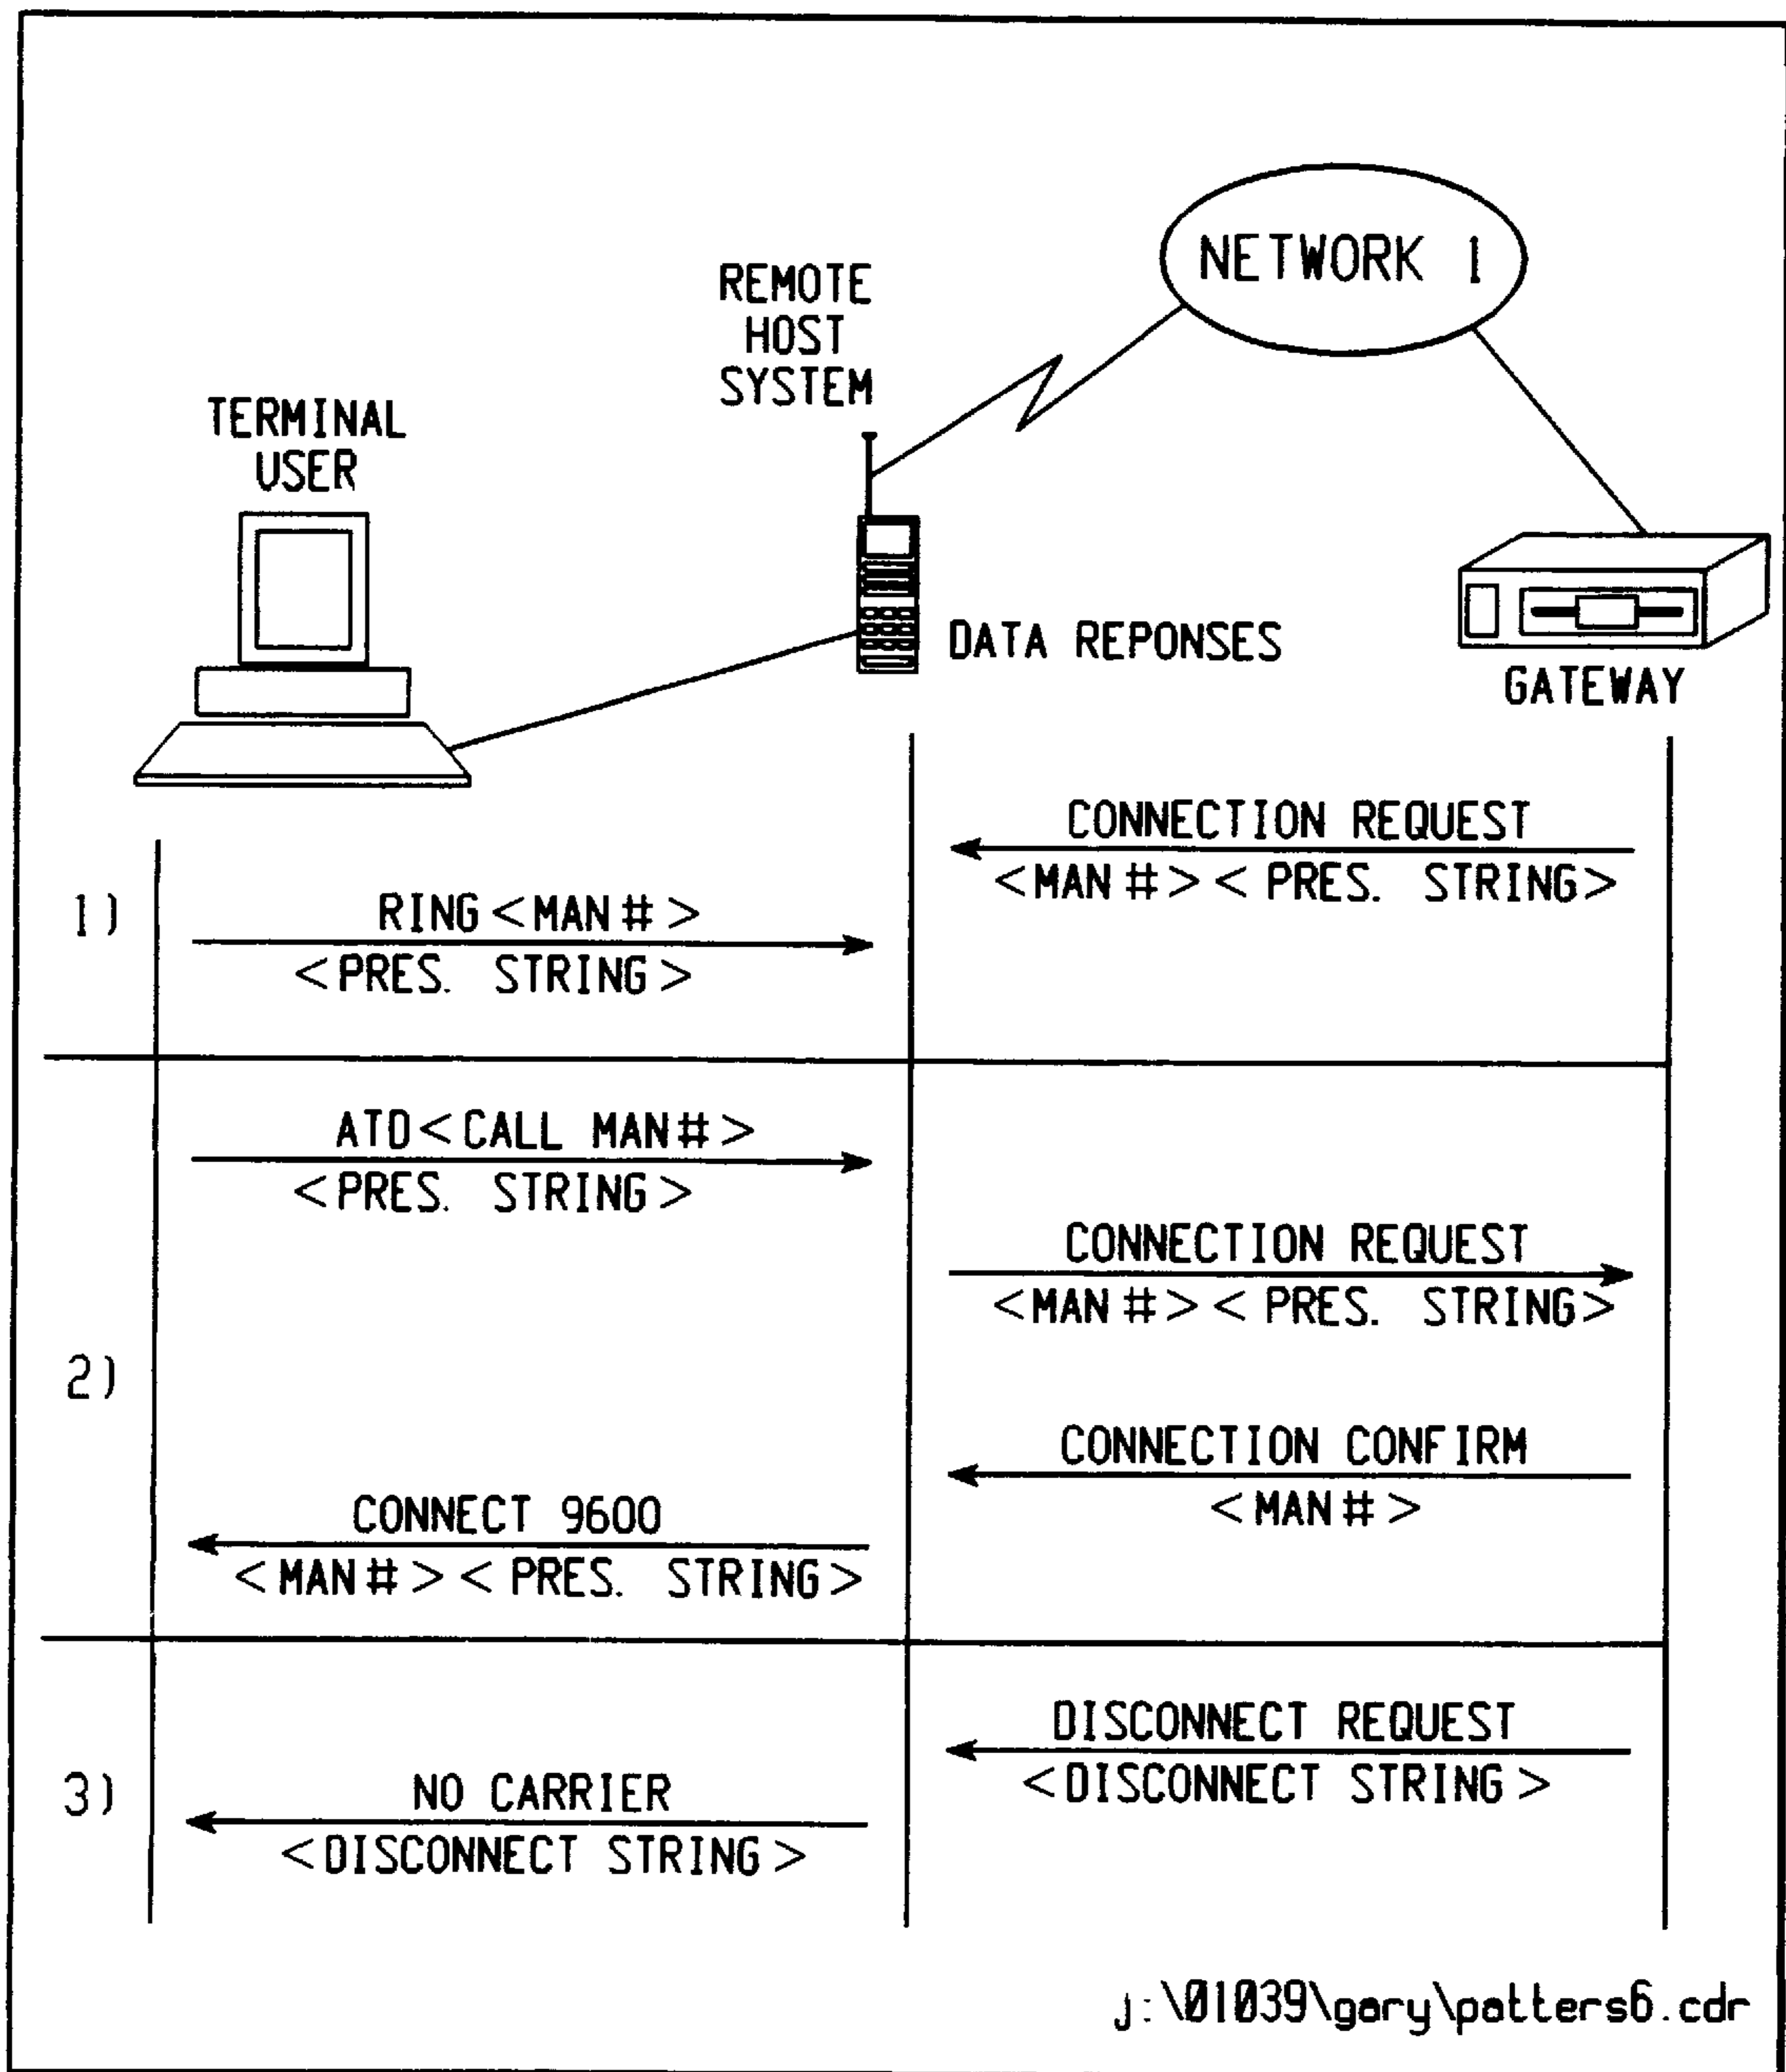 NETWORK 1
REMOTE
HOST
SYSTEM
TERMINAL
USER
DATA REPONSES
GATEWAY
CONNECTION REQUEST
<MAN #> < PRES. STRING>
1)
RING <MAN # >
<PRES. STRING >
ATD <CALL MAN# >
<PRES. STRING >
CONNECTION REQUEST
<MAN #> < PRES. STRING>
2)
CONNECTION CONFIRM
<MAN # >
CONNECT 9600
<MAN # > < PRES. STRING >
DISCONNECT REQUEST
<DISCONNECT STRING >
3)
NO CARRIER
<DISCONNECT STRING >
j:\01039\gary\patters6.cdr